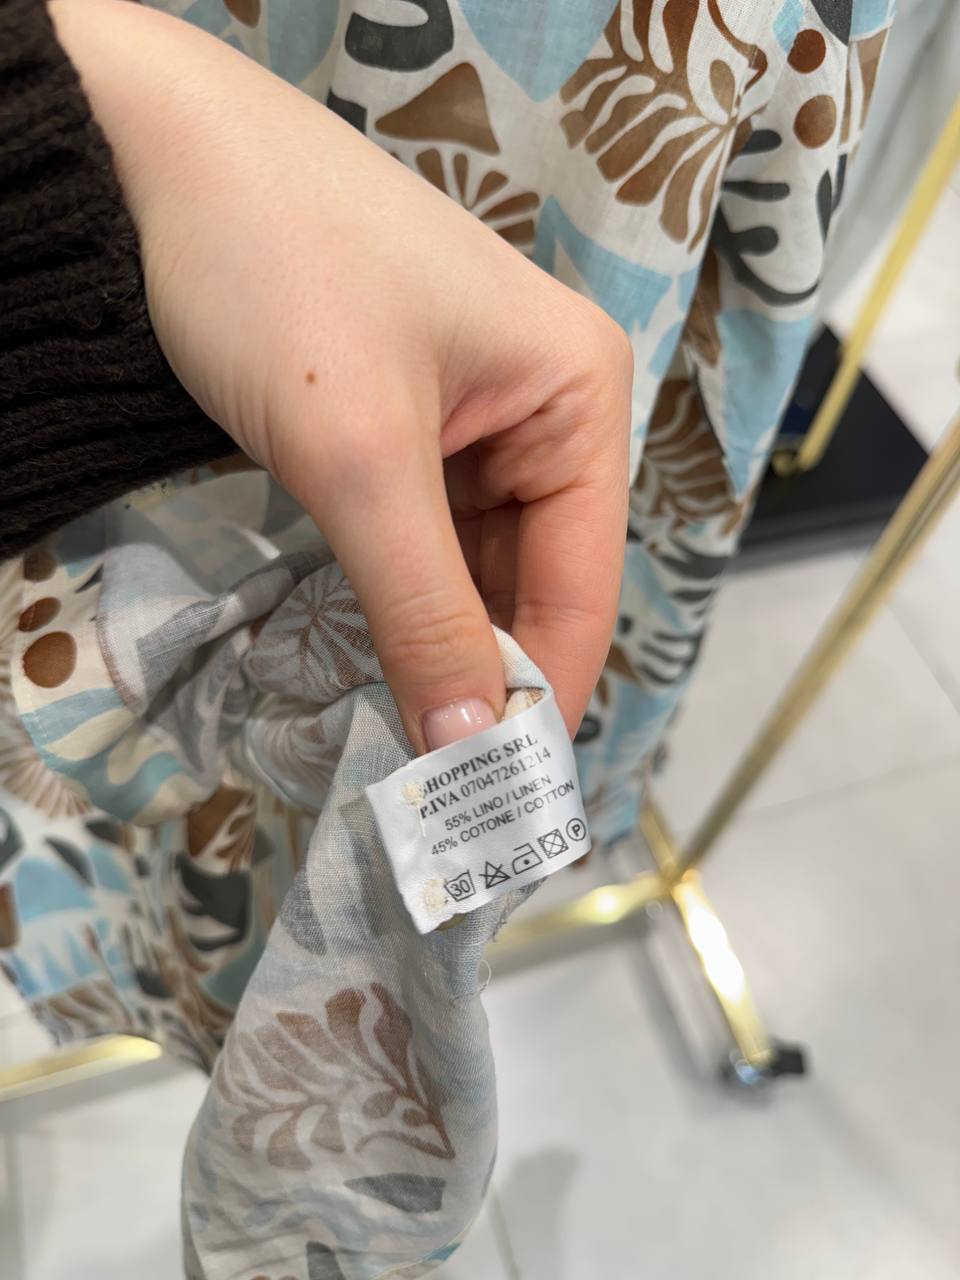 SHOPPING SRL
P.IVA 07047261214
55% LINO / LINEN
45% COTONE / COTTON
30 P